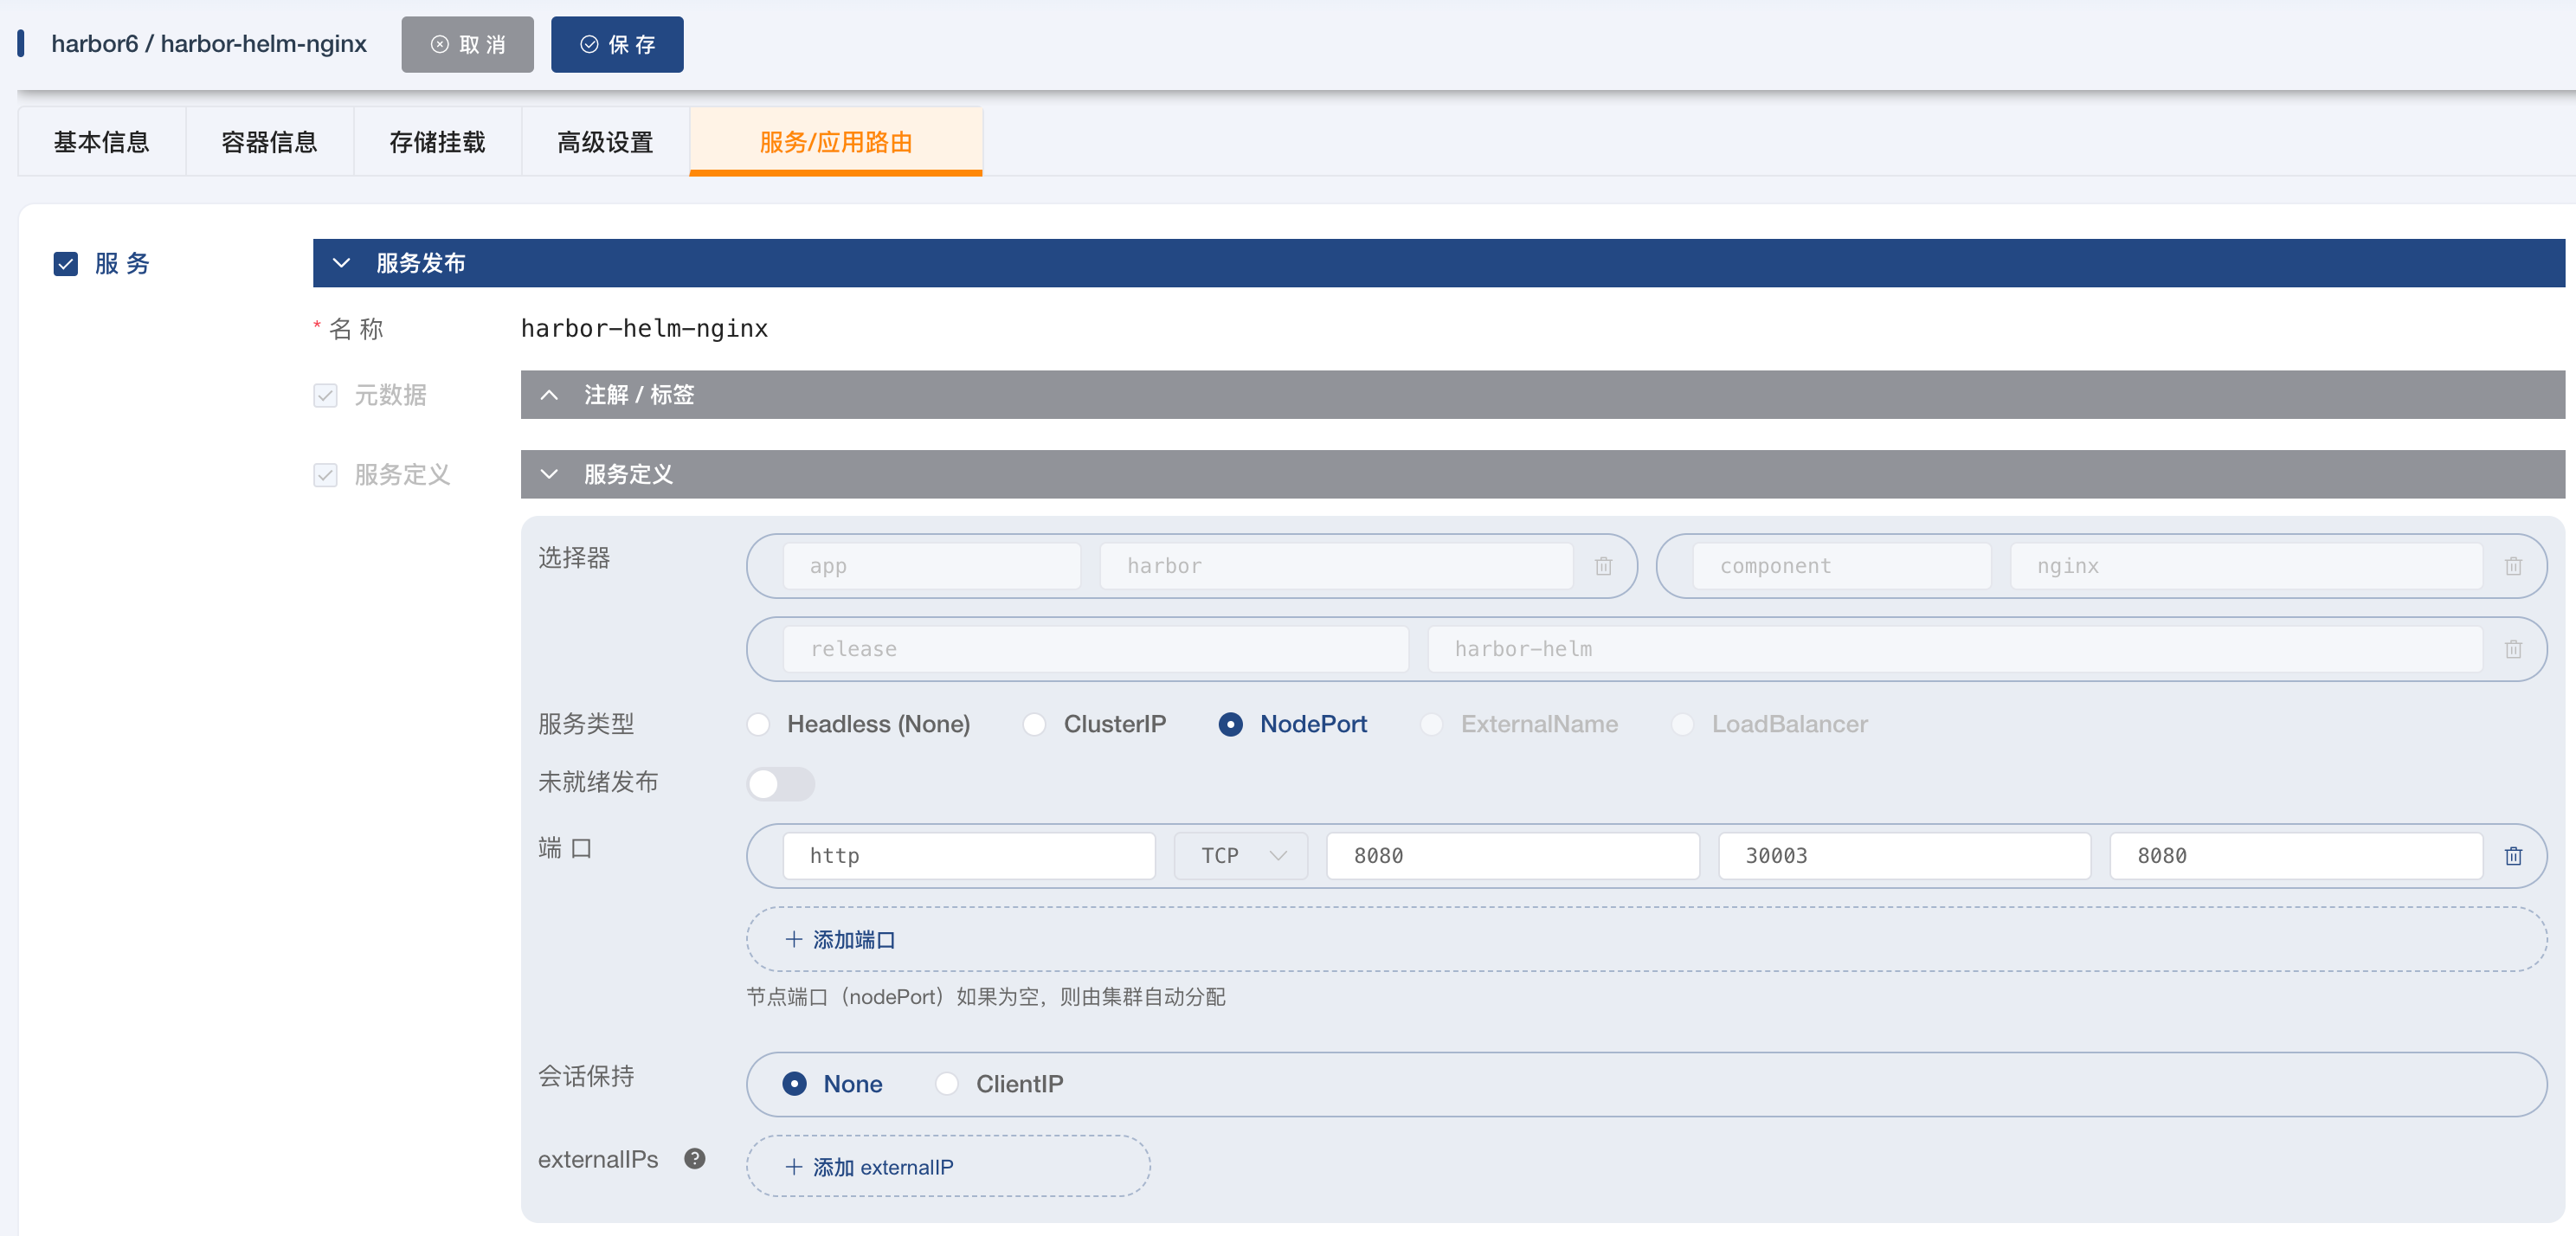 harbor6 / harbor-helm-nginx 取 消 保 存
基本信息 容器信息 存储挂载 高级设置 服务/应用路由
服 务 服务发布
* 名 称 harbor-helm-nginx
元数据 注解 / 标签
服务定义 服务定义
选择器 app harbor component nginx
release harbor-helm
服务类型 Headless (None) ClusterIP NodePort ExternalName LoadBalancer
未就绪发布
端 口 http TCP 8080 30003 8080
+ 添加端口
节点端口（nodePort）如果为空，则由集群自动分配
会话保持 None ClientIP
externalIPs ? + 添加 externalIP